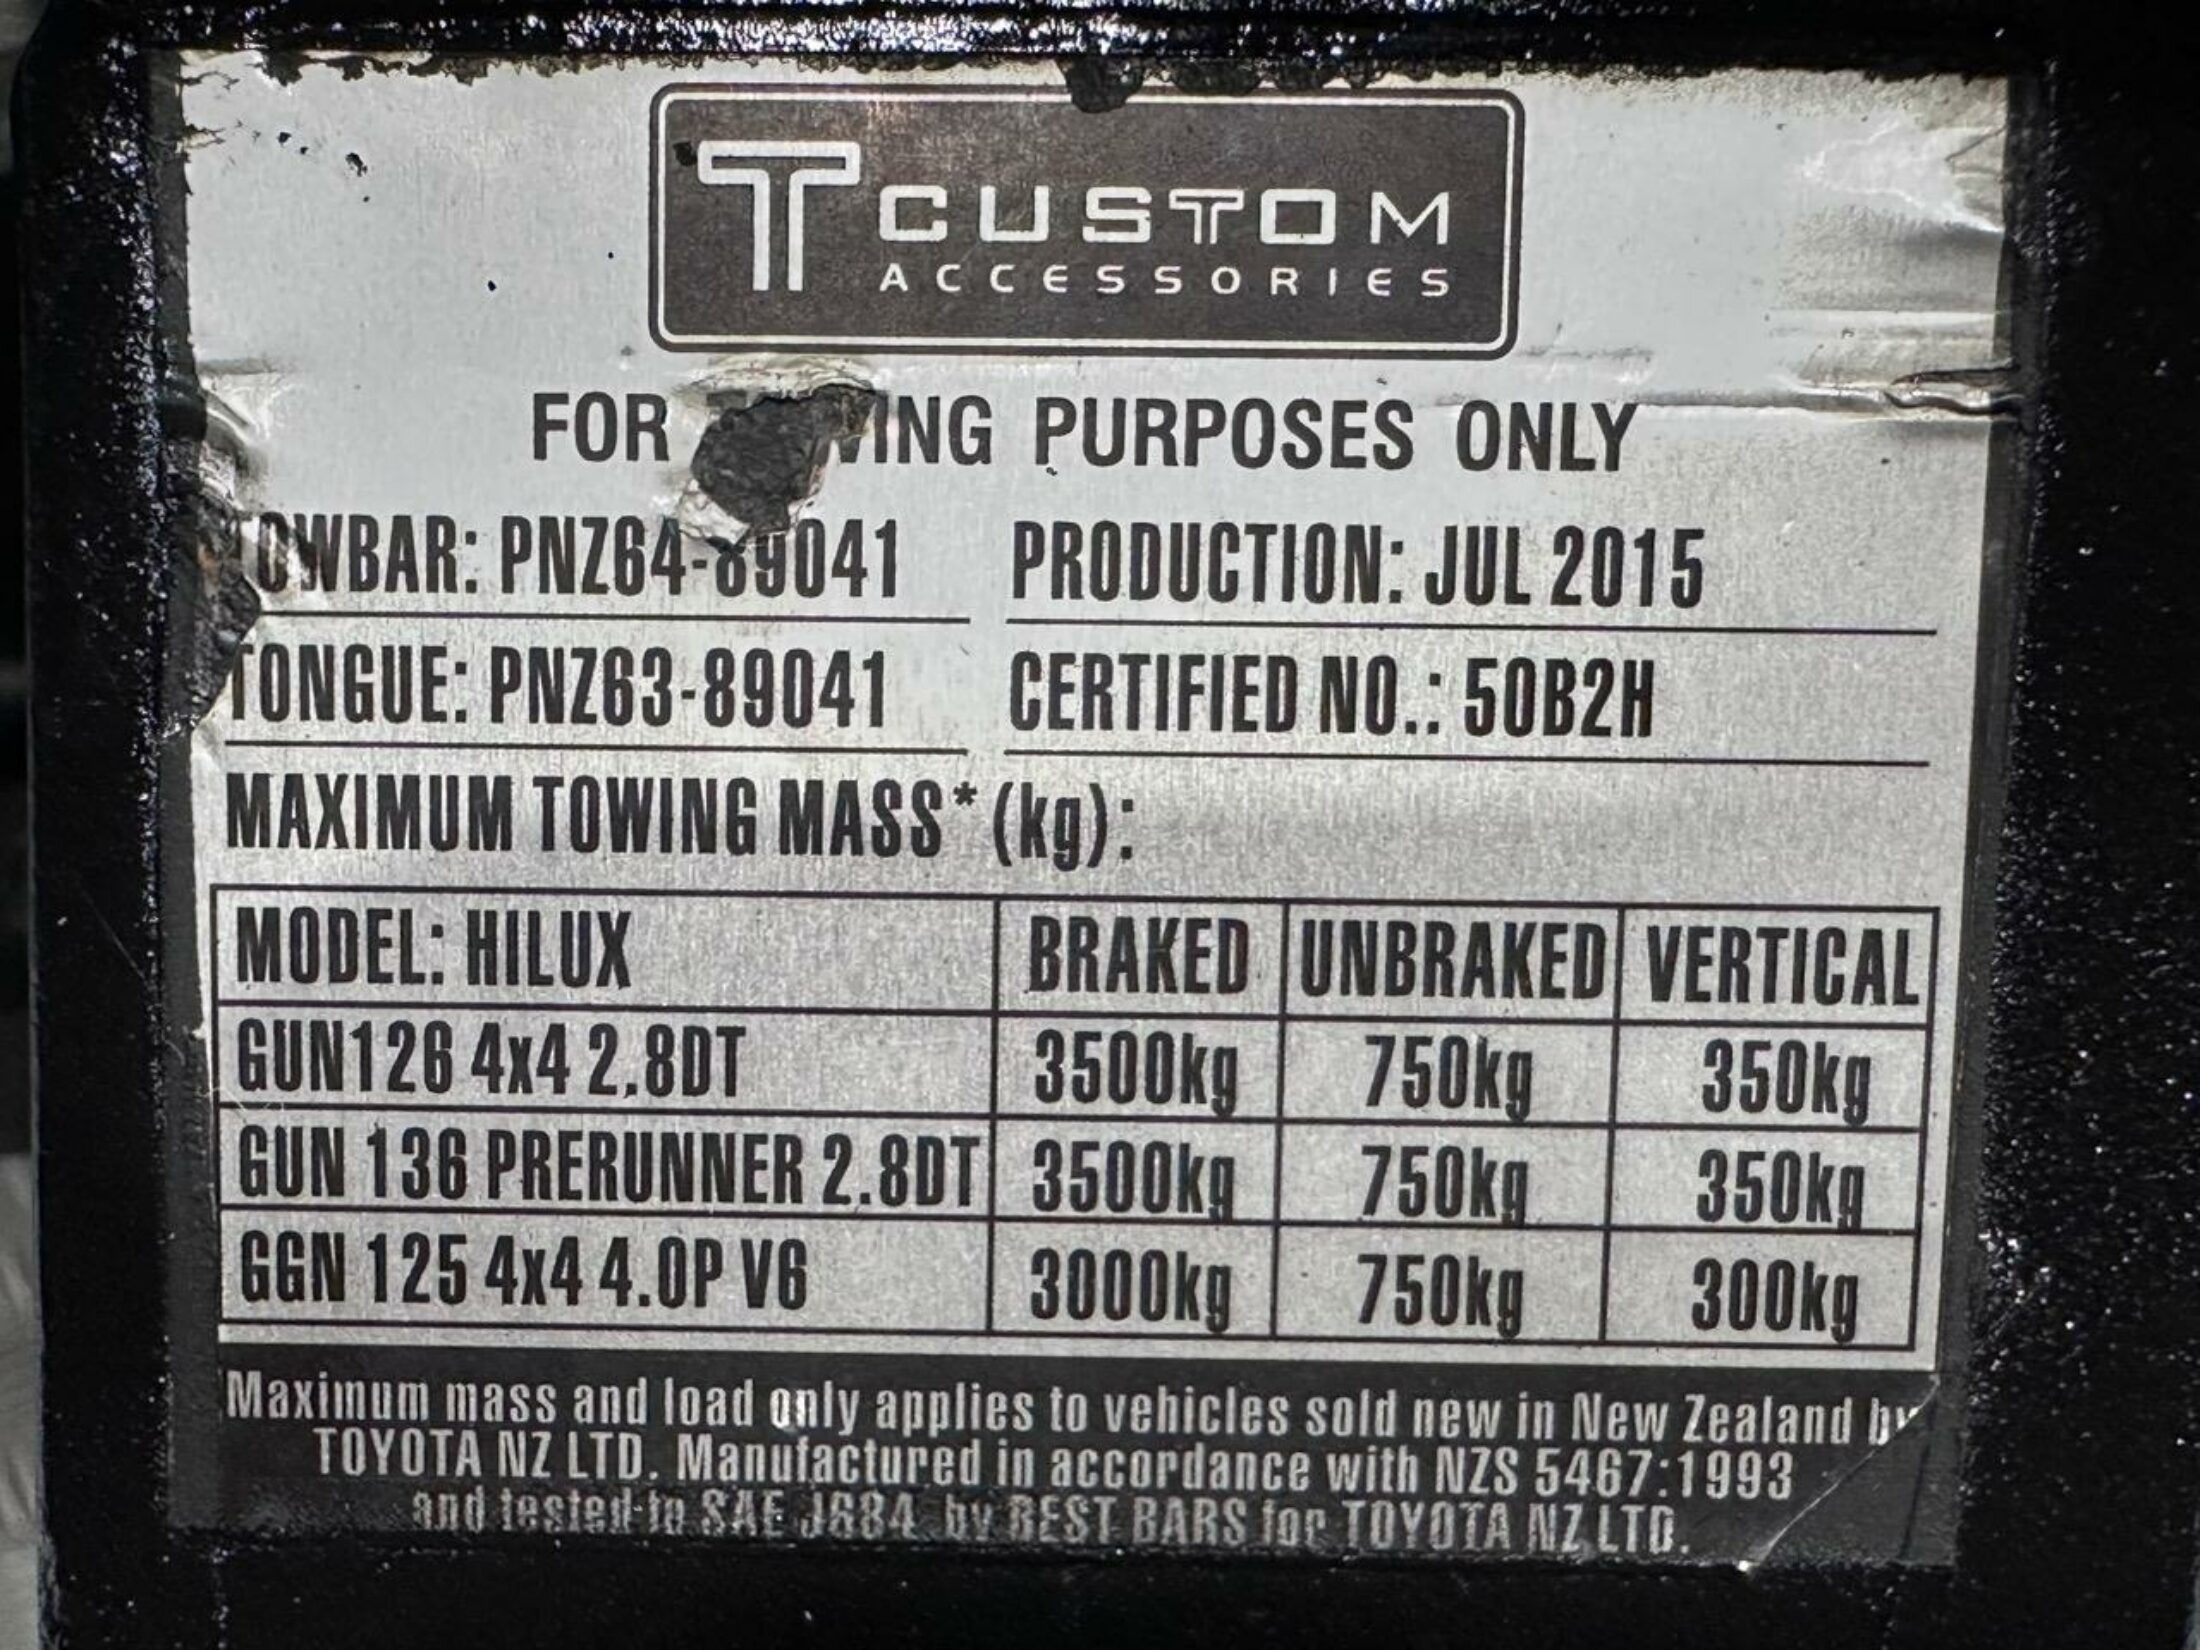 T CUSTOM
ACCESSORIES
FOR ING PURPOSES ONLY
OWBAR: PNZ64-89041
PRODUCTION: JUL 2015
TONGUE: PNZ63-89041
CERTIFIED NO.: 50B2H
MAXIMUM TOWING MASS* (kg):
MODEL: HILUX BRAKED UNBRAKED VERTICAL
GUN126 4x4 2,8DT 3500kg 750kg 350kg
GUN 136 PRERUNNER 2.8DT 3500kg 750kg 350kg
GGN 125 4x4 4.0P V6 3000kg 750kg 300kg
Maximum mass and load only applies to vehicles sold new in New Zealand by
TOYOTA NZ LTD. Manufactured in accordance with NZS 5467:1993
and tested to SAE J684 by BEST BARS for TOYOTA NZ LTD.